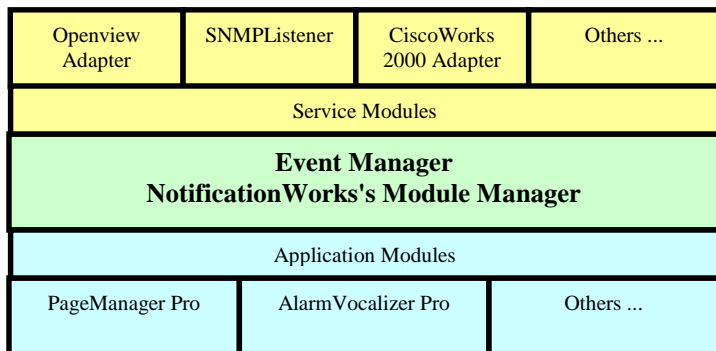 Openview
Adapter
SNMPListener
CiscoWorks
2000 Adapter
Others ...
Service Modules
Event Manager
NotificationWorks's Module Manager
Application Modules
PageManager Pro
AlarmVocalizer Pro
Others ...